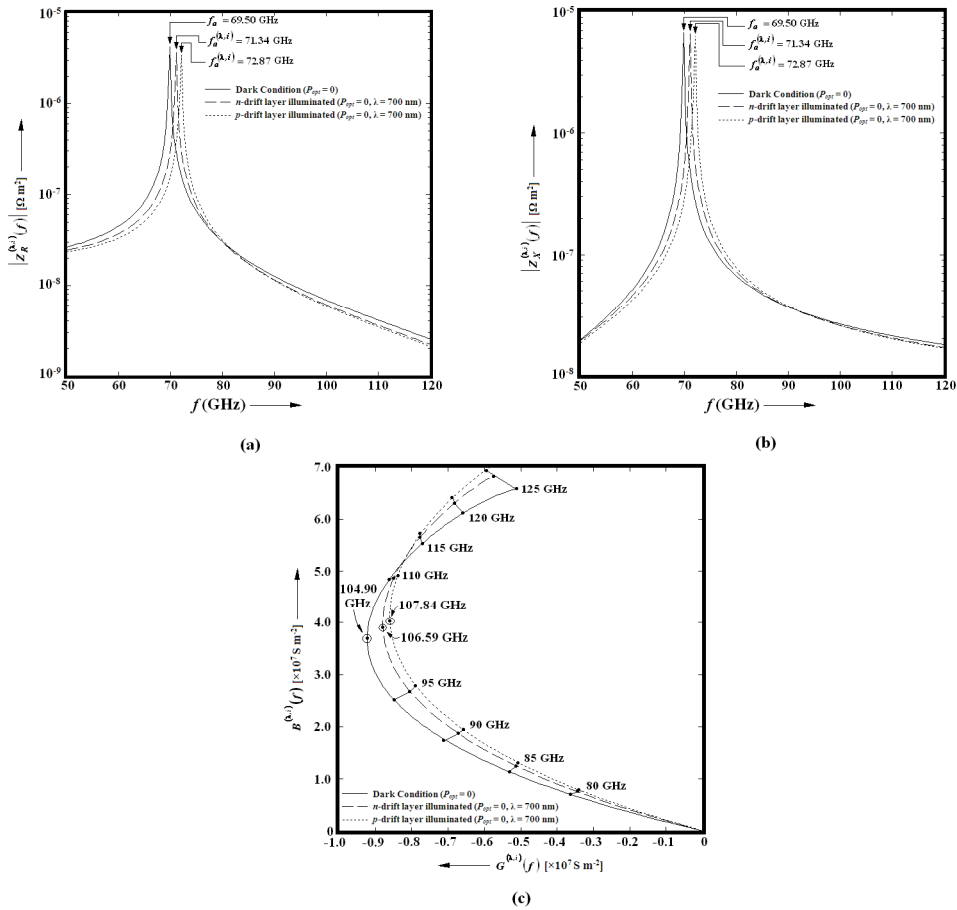 f_a = 69.50 GHz
f_a^(λ,i) = 71.34 GHz
f_a^(λ,i) = 72.87 GHz
Dark Condition (P_opt = 0)
n-drift layer illuminated (P_opt = 0, λ = 700 nm)
p-drift layer illuminated (P_opt = 0, λ = 700 nm)
|Z_R^(λ,i)(f)| [Ω m²]
10^-5
10^-6
10^-7
10^-8
10^-9
50 60 70 80 90 100 110 120
f (GHz)
(a)
f_a = 69.50 GHz
f_a^(λ,i) = 71.34 GHz
f_a^(λ,i) = 72.87 GHz
Dark Condition (P_opt = 0)
n-drift layer illuminated (P_opt = 0, λ = 700 nm)
p-drift layer illuminated (P_opt = 0, λ = 700 nm)
|Z_X^(λ,i)(f)| [Ω m²]
10^-5
10^-6
10^-7
10^-8
50 60 70 80 90 100 110 120
f (GHz)
(b)
7.0
6.0
5.0
4.0
3.0
2.0
1.0
0
B^(λ,i)(f) [×10^7 S m^-2]
125 GHz
120 GHz
115 GHz
110 GHz
104.90
GHz
107.84 GHz
106.59 GHz
95 GHz
90 GHz
85 GHz
80 GHz
Dark Condition (P_opt = 0)
n-drift layer illuminated (P_opt = 0, λ = 700 nm)
p-drift layer illuminated (P_opt = 0, λ = 700 nm)
-1.0 -0.9 -0.8 -0.7 -0.6 -0.5 -0.4 -0.3 -0.2 -0.1 0
G^(λ,i)(f) [×10^7 S m^-2]
(c)